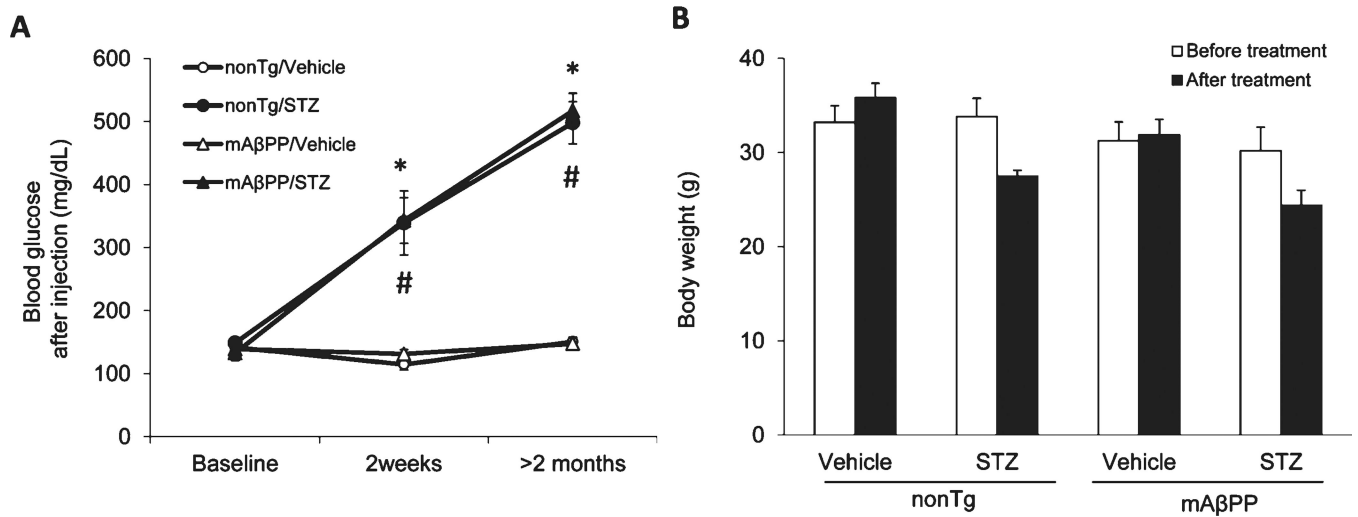 A
Blood glucose
after injection (mg/dL)
600
500
400
300
200
100
0
nonTg/Vehicle
nonTg/STZ
mAβPP/Vehicle
mAβPP/STZ
*
#
*
#
Baseline
2weeks
>2 months
B
Body weight (g)
40
30
20
10
0
Before treatment
After treatment
Vehicle
STZ
Vehicle
STZ
nonTg
mAβPP